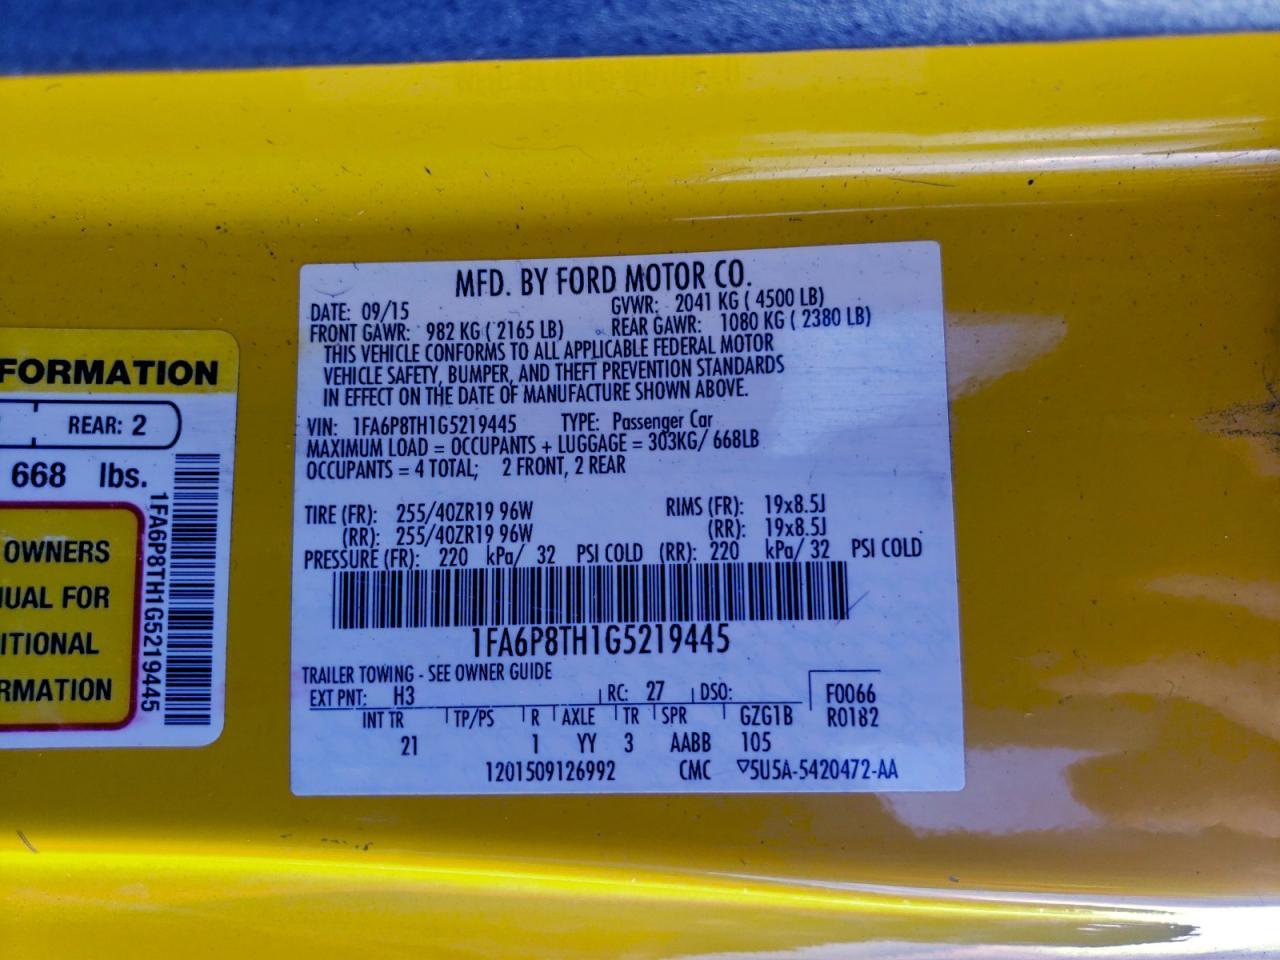 MFD. BY FORD MOTOR CO.
DATE: 09/15 GVWR: 2041 KG ( 4500 LB)
FRONT GAWR: 982 KG ( 2165 LB) REAR GAWR: 1080 KG ( 2380 LB)
THIS VEHICLE CONFORMS TO ALL APPLICABLE FEDERAL MOTOR
VEHICLE SAFETY, BUMPER, AND THEFT PREVENTION STANDARDS
IN EFFECT ON THE DATE OF MANUFACTURE SHOWN ABOVE.
VIN: 1FA6P8TH1G5219445 TYPE: Passenger Car
MAXIMUM LOAD = OCCUPANTS + LUGGAGE = 303KG/ 668LB
OCCUPANTS = 4 TOTAL; 2 FRONT, 2 REAR
TIRE (FR): 255/40ZR19 96W RIMS (FR): 19x8.5J
(RR): 255/40ZR19 96W (RR): 19x8.5J
PRESSURE (FR): 220 kPa/ 32 PSI COLD (RR): 220 kPa/ 32 PSI COLD
1FA6P8TH1G5219445
TRAILER TOWING - SEE OWNER GUIDE
EXT PNT: H3 RC: 27 DSO: F0066
INT TR TP/PS R AXLE TR SPR GZG1B R0182
21 1 YY 3 AABB 105
1201509126992 CMC ▽5U5A-5420472-AA
FORMATION
REAR: 2
668 lbs.
OWNERS
UAL FOR
ITIONAL
RMATION
1FA6P8TH1G5219445